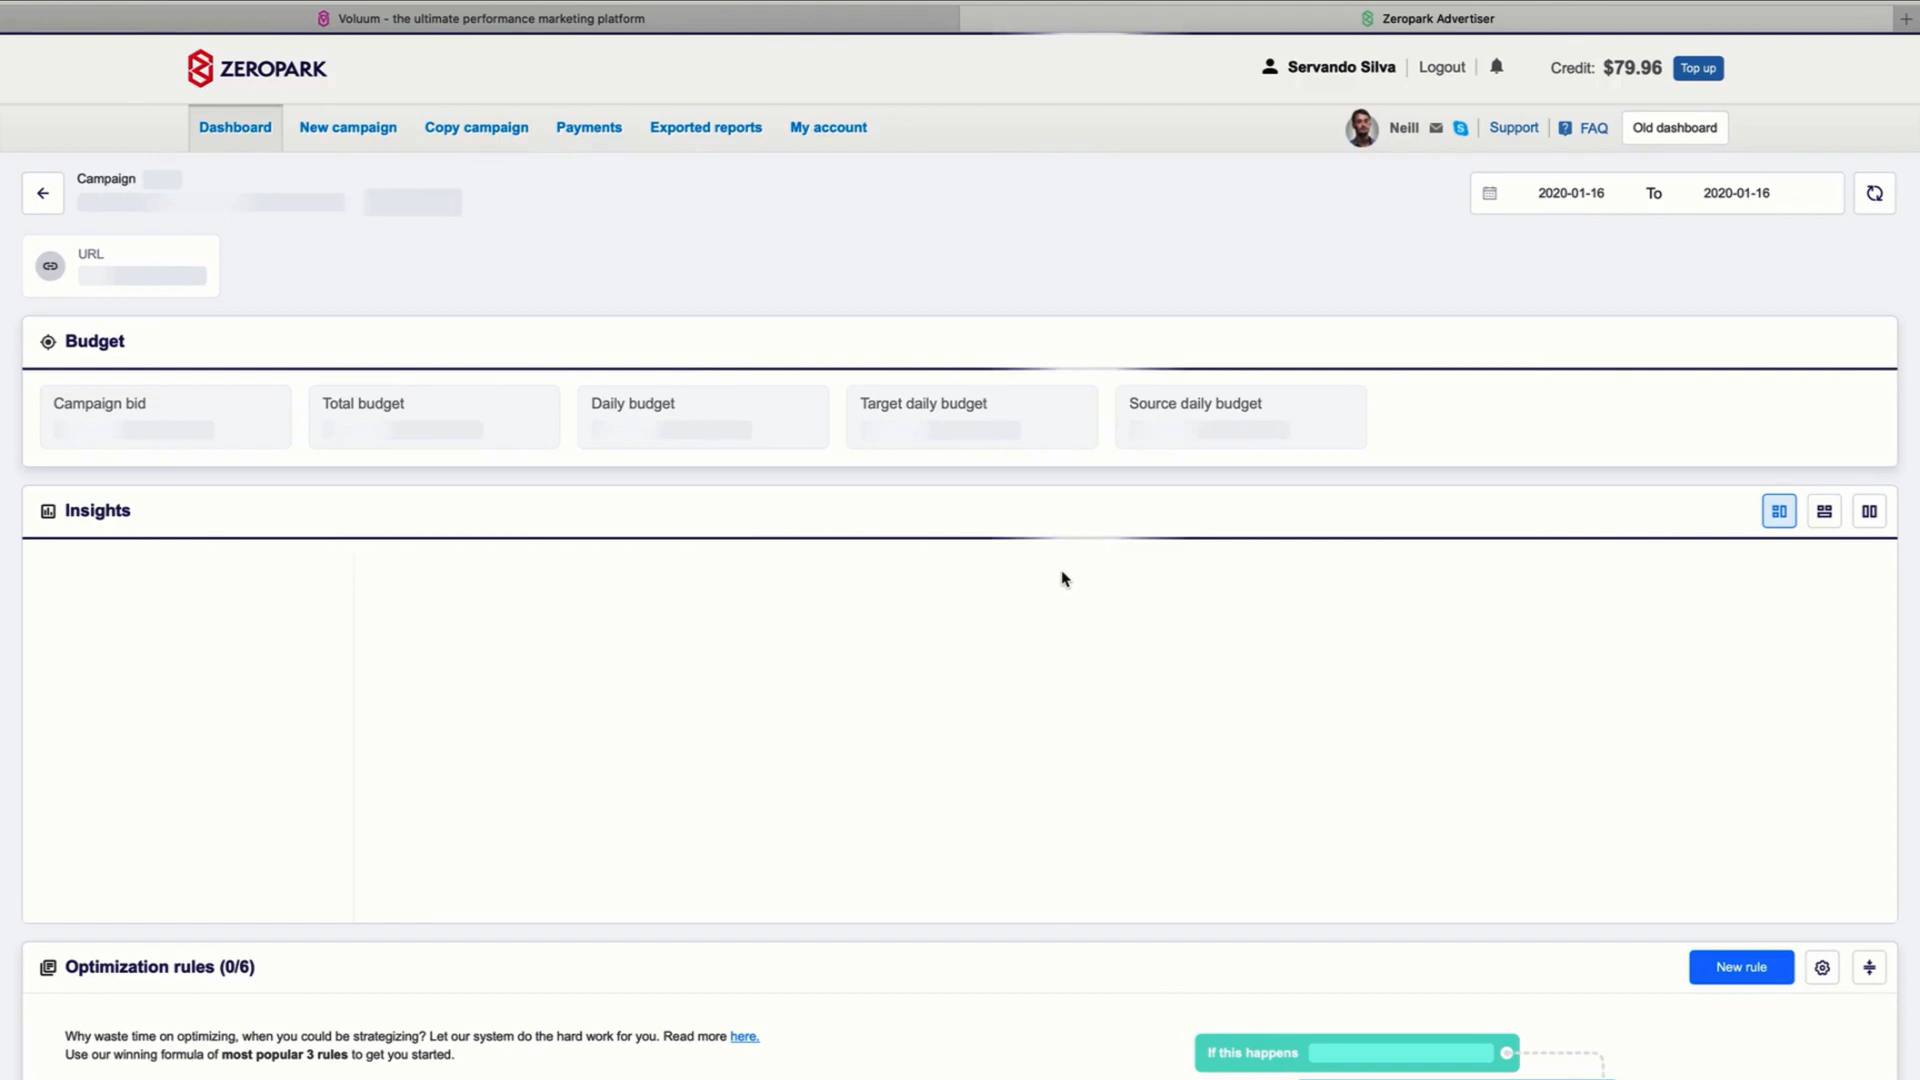 Voluum - the ultimate performance marketing platform
Zeropark Advertiser
ZEROPARK
Servando Silva
Logout
Credit: $79.96
Top up
Dashboard
New campaign
Copy campaign
Payments
Exported reports
My account
Neill
Support
FAQ
Old dashboard
Campaign
2020-01-16 To 2020-01-16
URL
Budget
Campaign bid
Total budget
Daily budget
Target daily budget
Source daily budget
Insights
Optimization rules (0/6)
New rule
Why waste time on optimizing, when you could be strategizing? Let our system do the hard work for you. Read more here.
Use our winning formula of most popular 3 rules to get you started.
If this happens